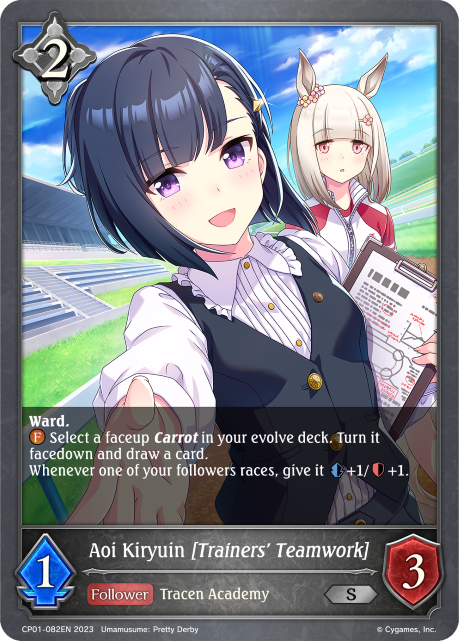 2
Ward.
F Select a faceup Carrot in your evolve deck. Turn it
facedown and draw a card.
Whenever one of your followers races, give it +1/ +1.
Aoi Kiryuin [Trainers' Teamwork]
1
Follower Tracen Academy
S
3
CP01-082EN 2023 Umamusume: Pretty Derby
© Cygames, Inc.